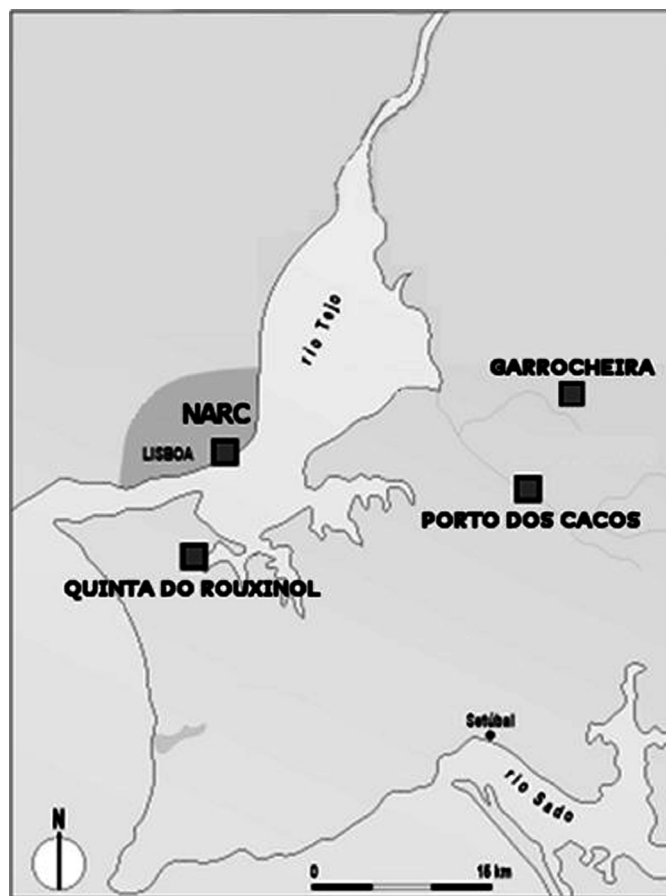 rio Tejo
GARROCHEIRA
NARC
LISBOA
PORTO DOS CACOS
QUINTA DO ROUXINOL
Setúbal
rio Sado
N
0 15 km